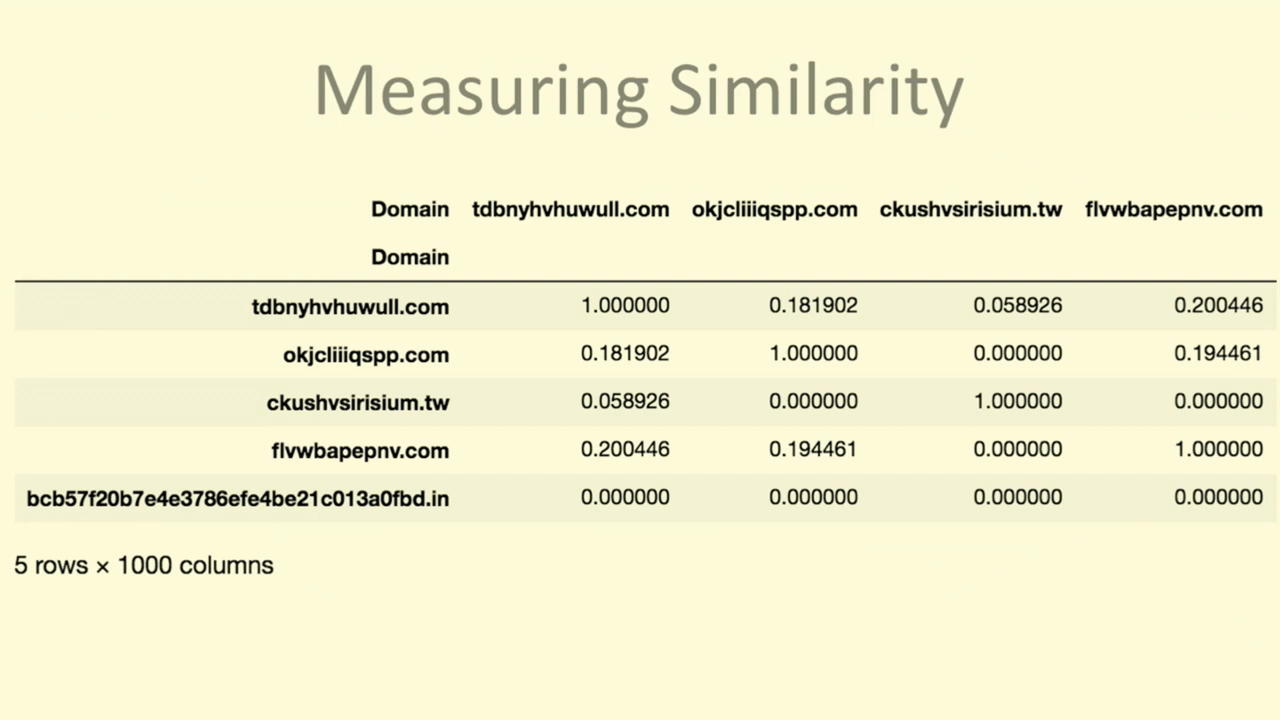 Measuring Similarity
Domain tdbnyhvhuwull.com okjcliiiqspp.com ckushvsirisium.tw flvwbapepnv.com
Domain
tdbnyhvhuwull.com 1.000000 0.181902 0.058926 0.200446
okjcliiiqspp.com 0.181902 1.000000 0.000000 0.194461
ckushvsirisium.tw 0.058926 0.000000 1.000000 0.000000
flvwbapepnv.com 0.200446 0.194461 0.000000 1.000000
bcb57f20b7e4e3786efe4be21c013a0fbd.in 0.000000 0.000000 0.000000 0.000000
5 rows × 1000 columns